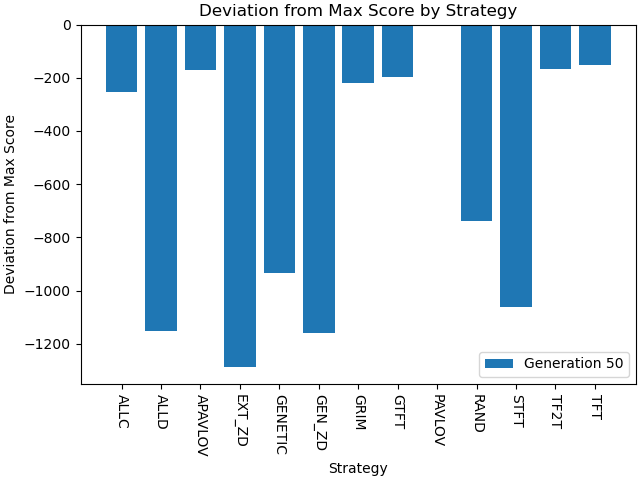 Deviation from Max Score by Strategy
Deviation from Max Score
0
−200
−400
−600
−800
−1000
−1200
ALLC
ALLD
APAVLOV
EXT_ZD
GENETIC
GEN_ZD
GRIM
GTFT
PAVLOV
RAND
STFT
TF2T
TFT
Strategy
Generation 50